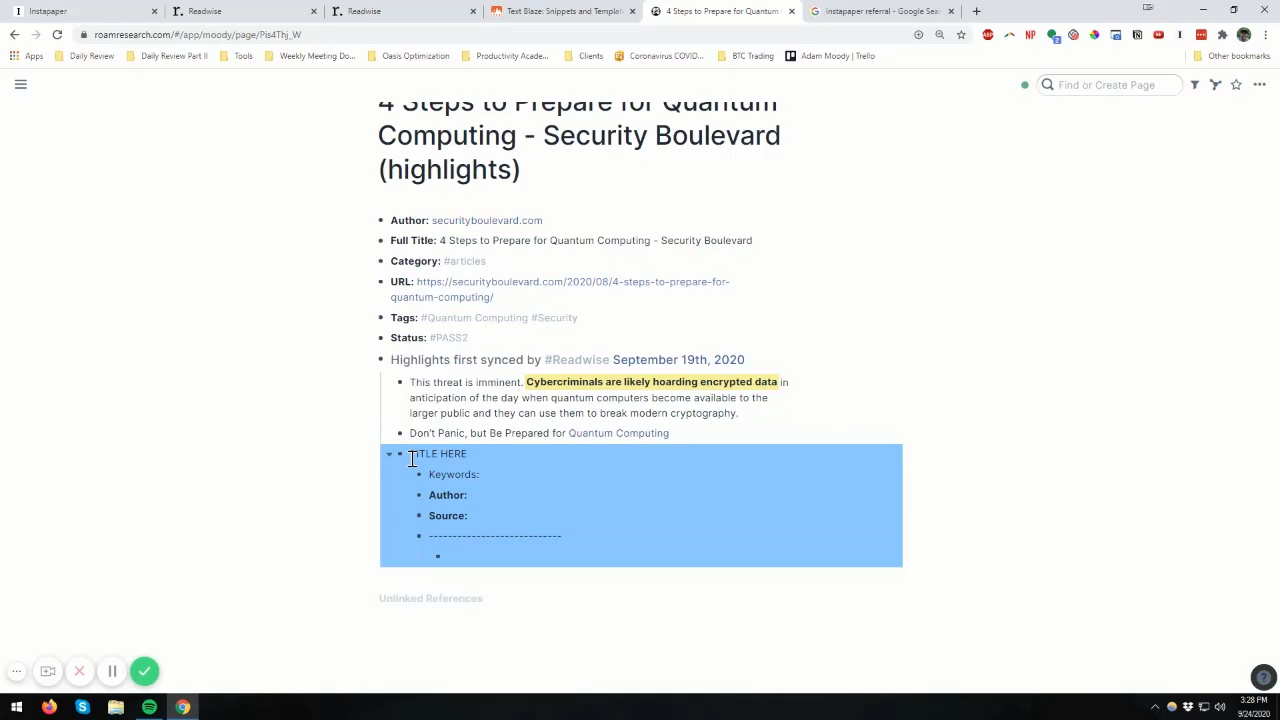 Instapaper
Readwise
Readwise
Text Blaze: Snippets and Templat
4 Steps to Prepare for Quantum
instapaper referral - Google Sear
roamresearch.com/#/app/moody/page/Pis4Thj_W
Apps
Daily Review
Daily Review Part II
Tools
Weekly Meeting Do...
Oasis Optimization
Productivity Acade...
Clients
Coronavirus COVID...
BTC Trading
Adam Moody | Trello
Other bookmarks
Find or Create Page
4 Steps to Prepare for Quantum
Computing - Security Boulevard
(highlights)
Author: securityboulevard.com
Full Title: 4 Steps to Prepare for Quantum Computing - Security Boulevard
Category: #articles
URL: https://securityboulevard.com/2020/08/4-steps-to-prepare-for-
quantum-computing/
Tags: #Quantum Computing #Security
Status: #PASS2
Highlights first synced by #Readwise September 19th, 2020
This threat is imminent. Cybercriminals are likely hoarding encrypted data in
anticipation of the day when quantum computers become available to the
larger public and they can use them to break modern cryptography.
Don't Panic, but Be Prepared for Quantum Computing
TITLE HERE
Keywords:
Author:
Source:
----------------------------
Unlinked References
3:28 PM
9/24/2020